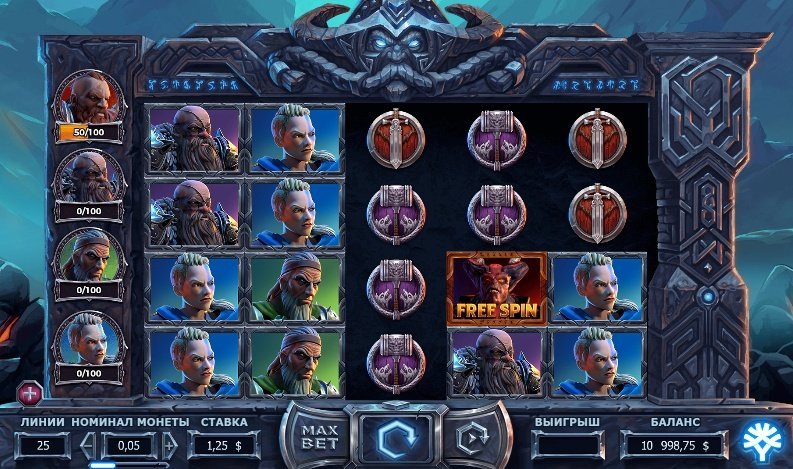 50/100
0/100
0/100
FREE SPIN
0/100
ЛИНИИ НОМИНАЛ МОНЕТЫ СТАВКА MAX BET ВЫИГРЫШ БАЛАНС
25 0,05 1,25 $ 10 998,75 $